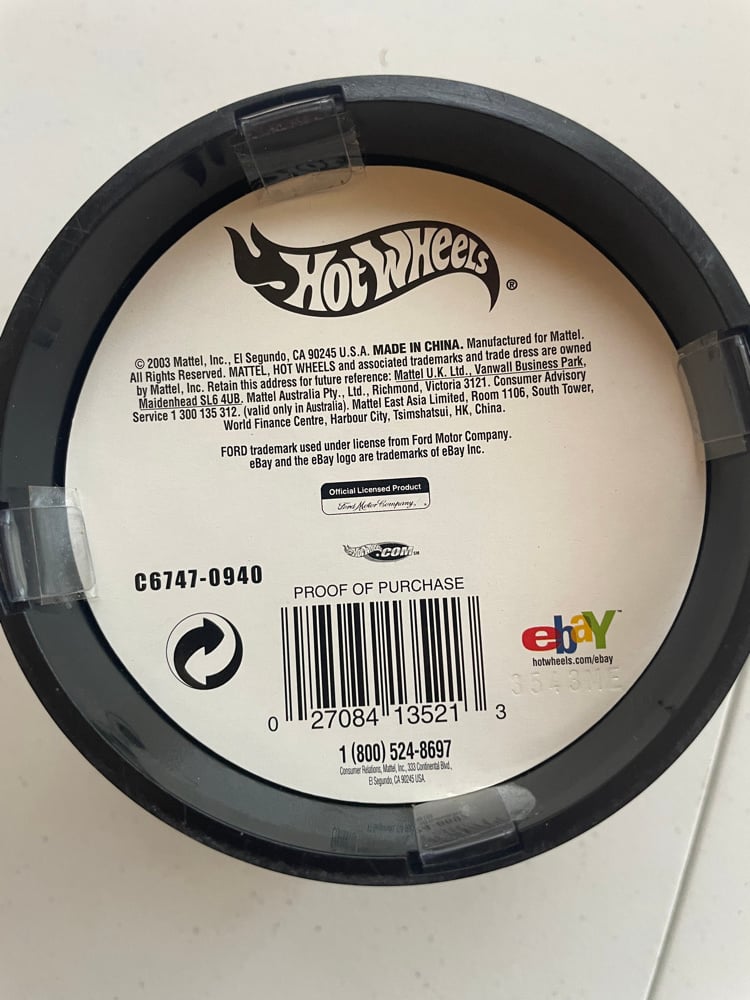 Hot Wheels ®
© 2003 Mattel, Inc., El Segundo, CA 90245 U.S.A. MADE IN CHINA. Manufactured for Mattel.
All Rights Reserved. MATTEL, HOT WHEELS and associated trademarks and trade dress are owned
by Mattel, Inc. Retain this address for future reference: Mattel U.K. Ltd., Vanwall Business Park,
Maidenhead SL6 4UB. Mattel Australia Pty., Ltd., Richmond, Victoria 3121. Consumer Advisory
Service 1 300 135 312. (valid only in Australia). Mattel East Asia Limited, Room 1106, South Tower,
World Finance Centre, Harbour City, Tsimshatsui, HK, China.
FORD trademark used under license from Ford Motor Company.
eBay and the eBay logo are trademarks of eBay Inc.
Official Licensed Product
Ford Motor Company,
.COM
C6747-0940
PROOF OF PURCHASE
0 27084 13521 3
ebaY™
hotwheels.com/ebay
1 (800) 524-8697
Consumer Relations, Mattel, Inc., 333 Continental Blvd.,
El Segundo, CA 90245 USA